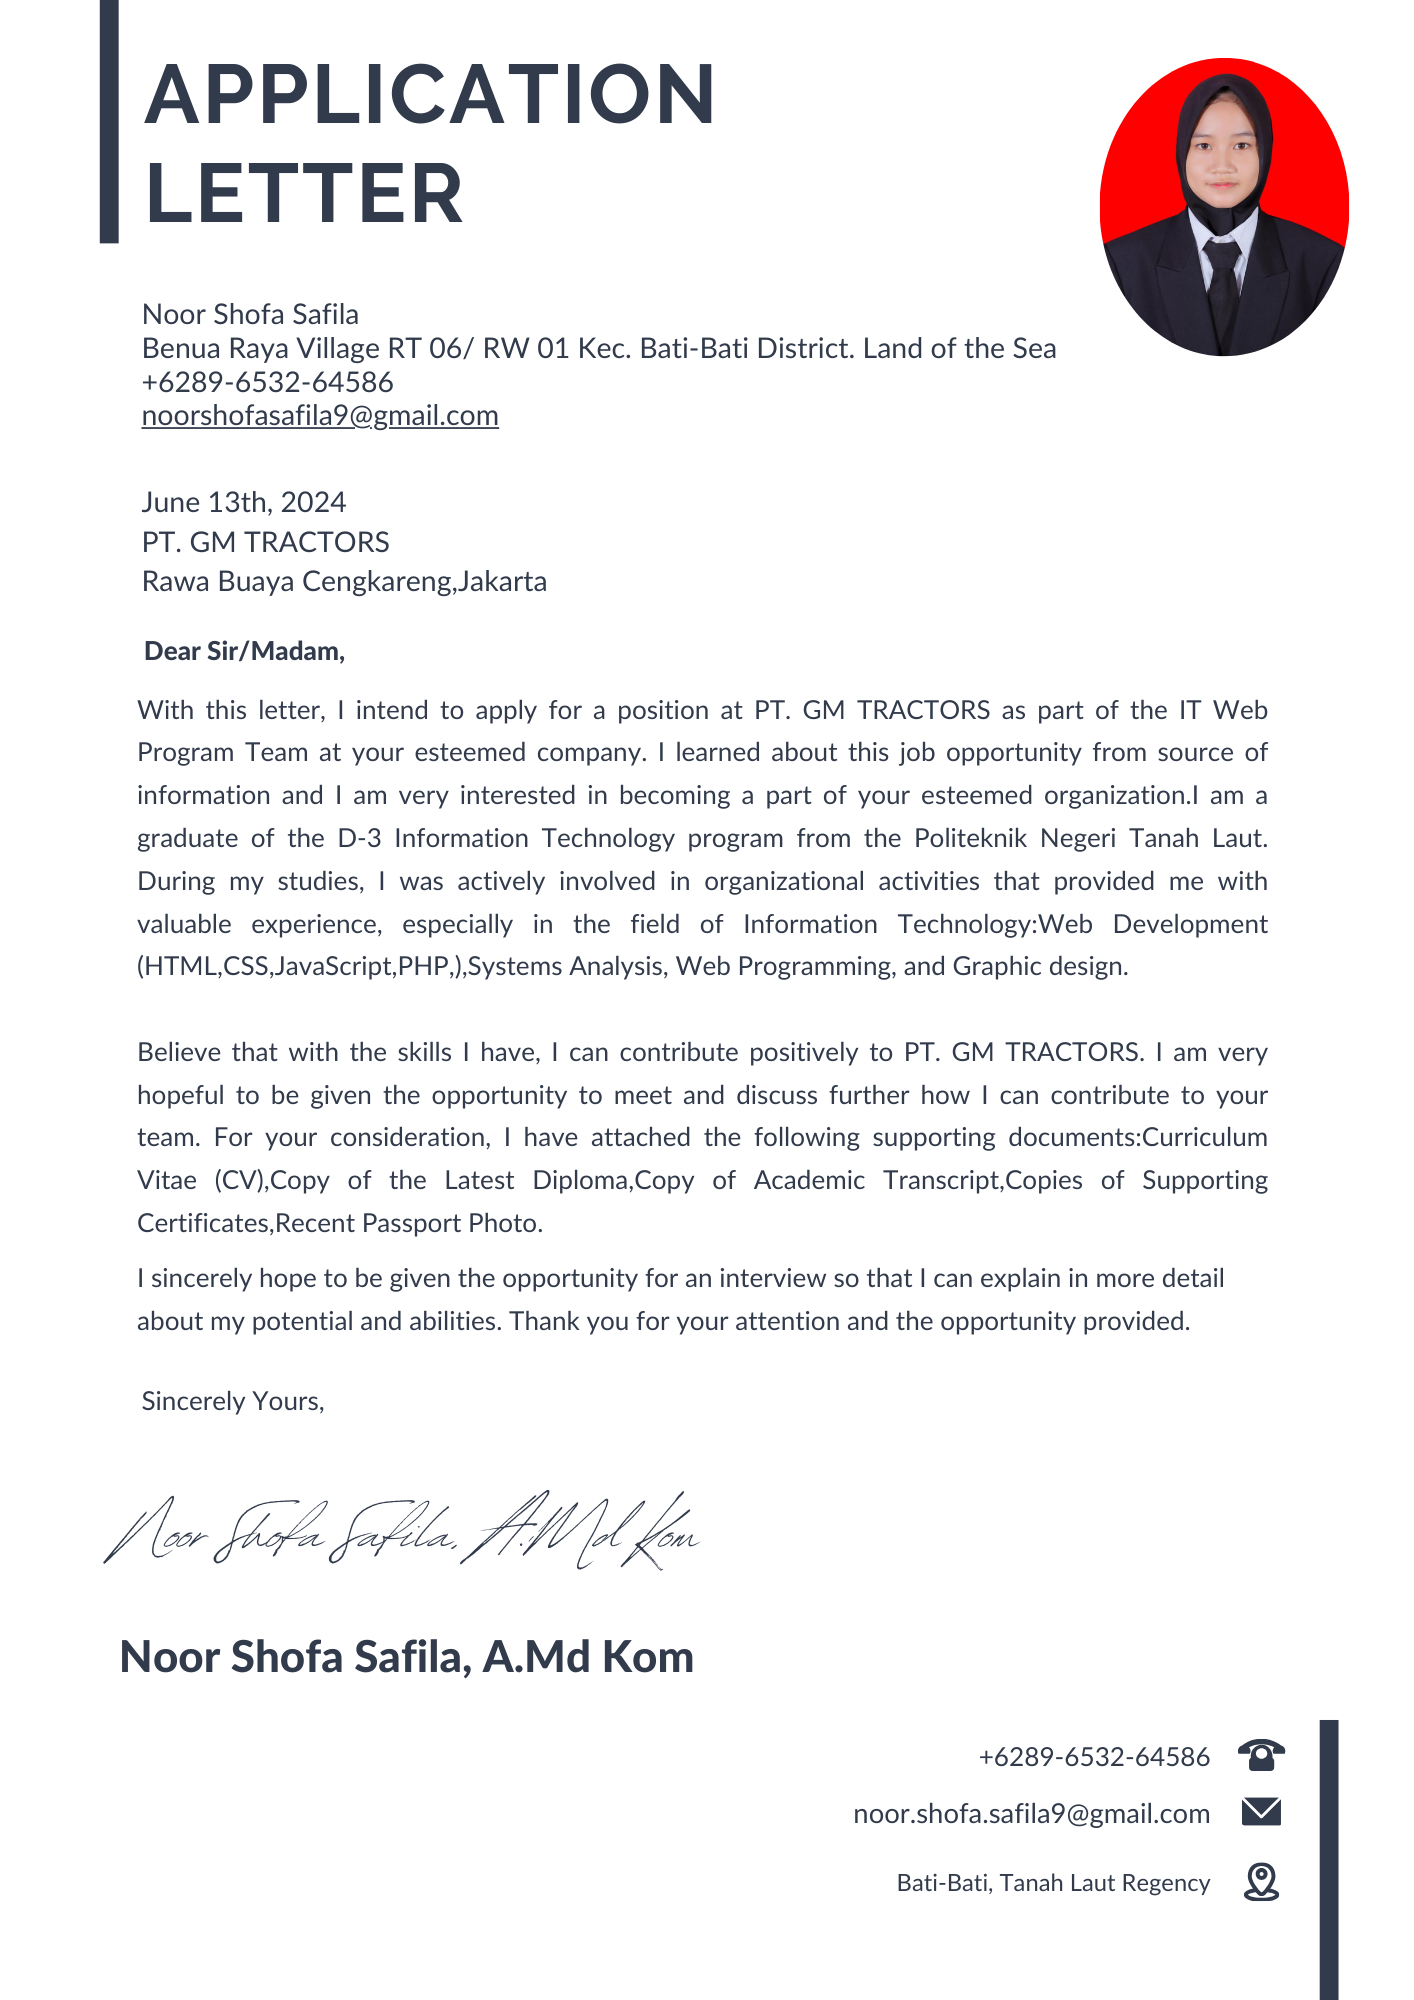 APPLICATION
LETTER
Noor Shofa Safila
Benua Raya Village RT 06/ RW 01 Kec. Bati-Bati District. Land of the Sea
+6289-6532-64586
noorshofasafila9@gmail.com
June 13th, 2024
PT. GM TRACTORS
Rawa Buaya Cengkareng,Jakarta
Dear Sir/Madam,
With this letter, I intend to apply for a position at PT. GM TRACTORS as part of the IT Web
Program Team at your esteemed company. I learned about this job opportunity from source of
information and I am very interested in becoming a part of your esteemed organization.I am a
graduate of the D-3 Information Technology program from the Politeknik Negeri Tanah Laut.
During my studies, I was actively involved in organizational activities that provided me with
valuable experience, especially in the field of Information Technology:Web Development
(HTML,CSS,JavaScript,PHP,),Systems Analysis, Web Programming, and Graphic design.
Believe that with the skills I have, I can contribute positively to PT. GM TRACTORS. I am very
hopeful to be given the opportunity to meet and discuss further how I can contribute to your
team. For your consideration, I have attached the following supporting documents:Curriculum
Vitae (CV),Copy of the Latest Diploma,Copy of Academic Transcript,Copies of Supporting
Certificates,Recent Passport Photo.
I sincerely hope to be given the opportunity for an interview so that I can explain in more detail
about my potential and abilities. Thank you for your attention and the opportunity provided.
Sincerely Yours,
Noor Shofa Safila, A.Md Kom
Noor Shofa Safila, A.Md Kom
+6289-6532-64586
noor.shofa.safila9@gmail.com
Bati-Bati, Tanah Laut Regency